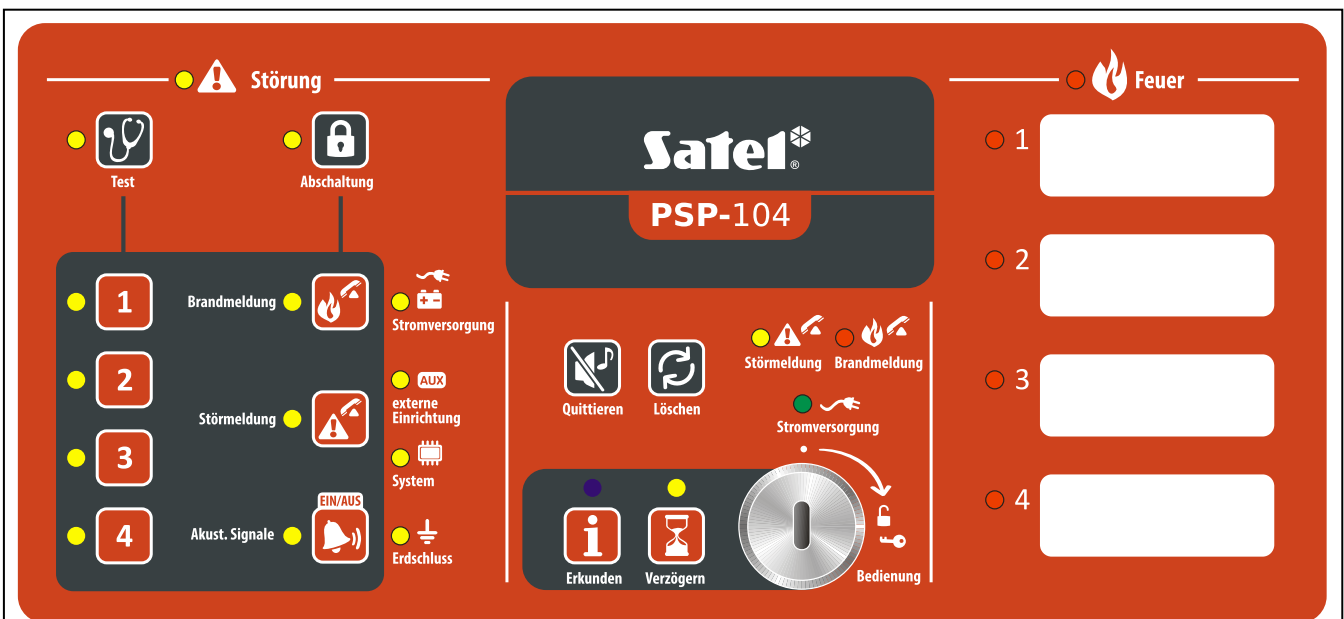 Störung
Test
Abschaltung
1
Brandmeldung
Stromversorgung
2
AUX
externe
Einrichtung
Störmeldung
3
System
EIN/AUS
4
Akust. Signale
Erdschluss
Satel®
PSP-104
Quittieren
Löschen
Störmeldung
Brandmeldung
Stromversorgung
Erkunden
Verzögern
Bedienung
Feuer
1
2
3
4